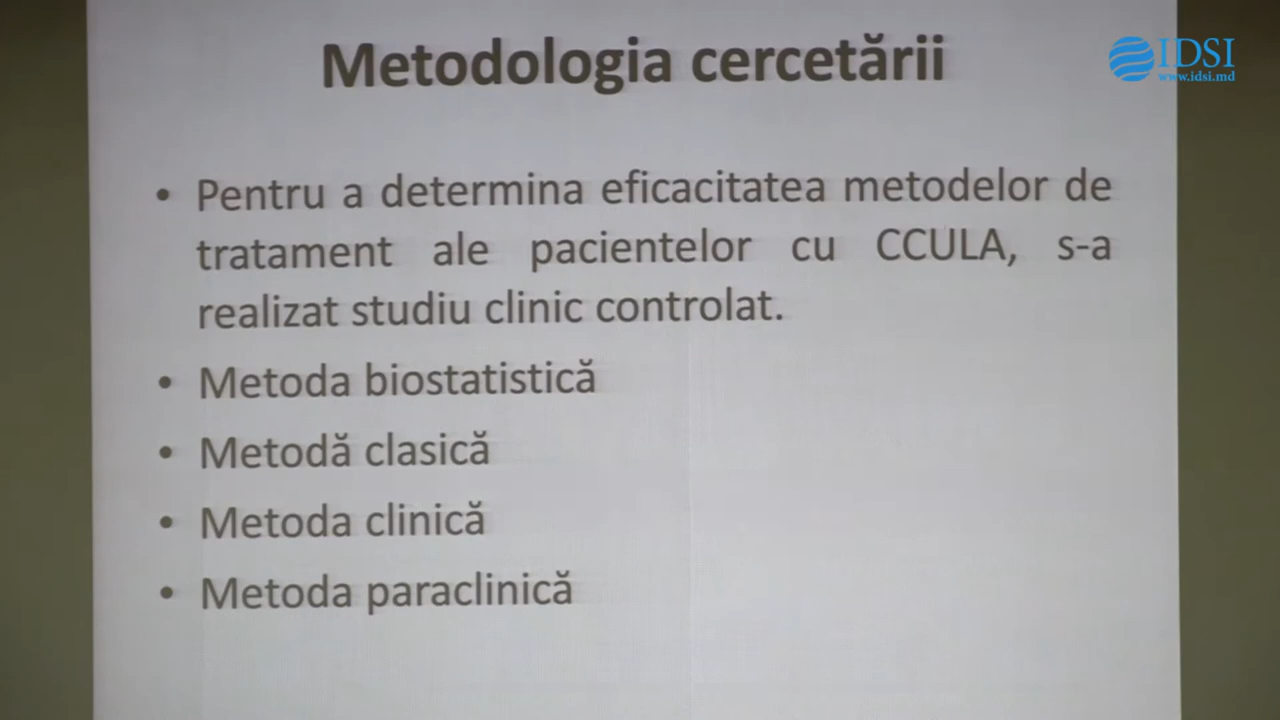 Metodologia cercetării
IDSI
www.idsi.md
• Pentru a determina eficacitatea metodelor de
tratament ale pacientelor cu CCULA, s-a
realizat studiu clinic controlat.
• Metoda biostatistică
• Metodă clasică
• Metoda clinică
• Metoda paraclinică